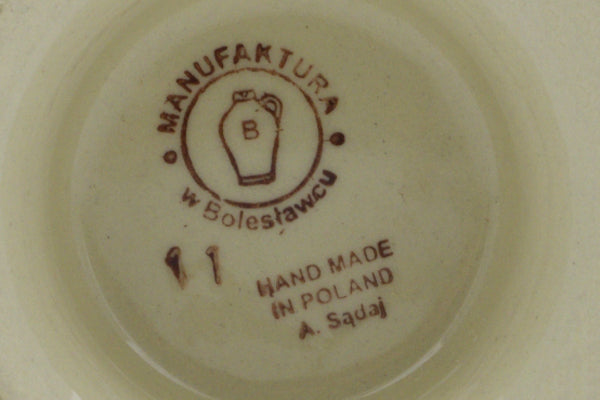 MANUFAKTURA
B
w Bolesławcu
HAND MADE
IN POLAND
A. Sądaj